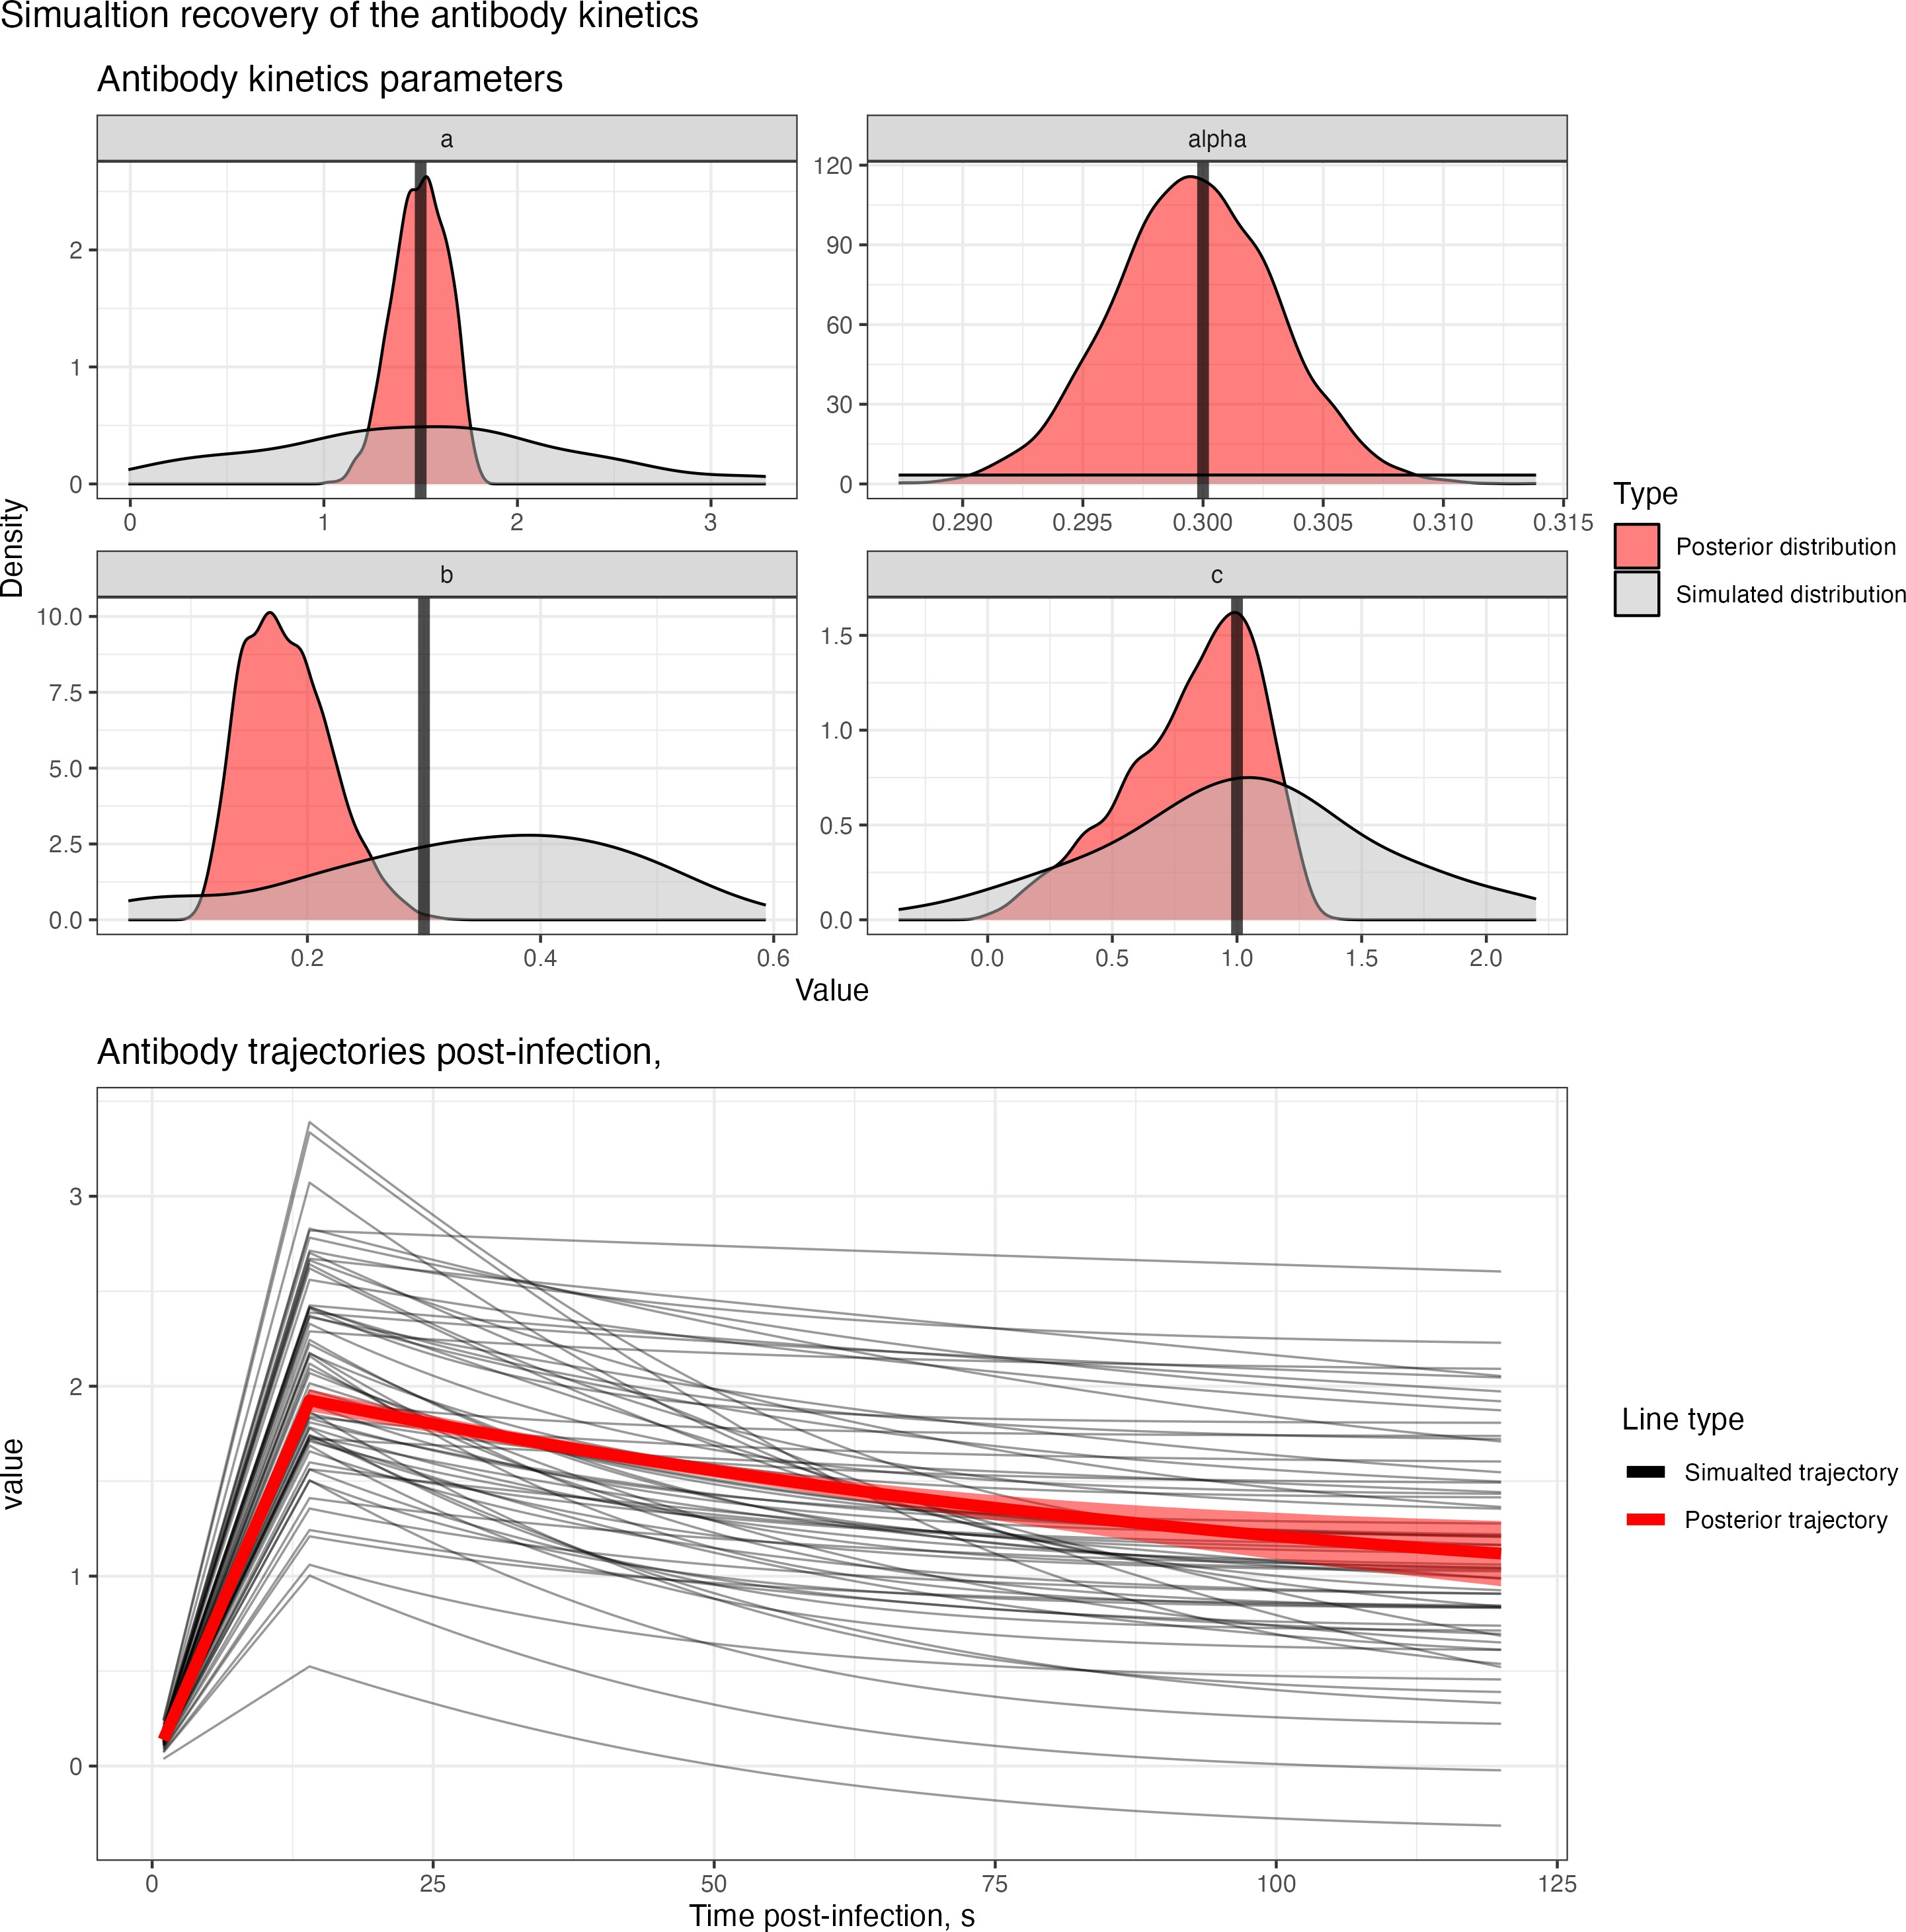 Simualtion recovery of the antibody kinetics
Antibody kinetics parameters
a
alpha
0
1
2
0
1
2
3
0
30
60
90
120
0.290
0.295
0.300
0.305
0.310
0.315
b
c
0.0
2.5
5.0
7.5
10.0
0.2
0.4
0.6
0.0
0.5
1.0
1.5
0.0
0.5
1.0
1.5
2.0
Density
Value
Type
Posterior distribution
Simulated distribution
Antibody trajectories post-infection,
value
0
1
2
3
0
25
50
75
100
125
Time post-infection, s
Line type
Simualted trajectory
Posterior trajectory